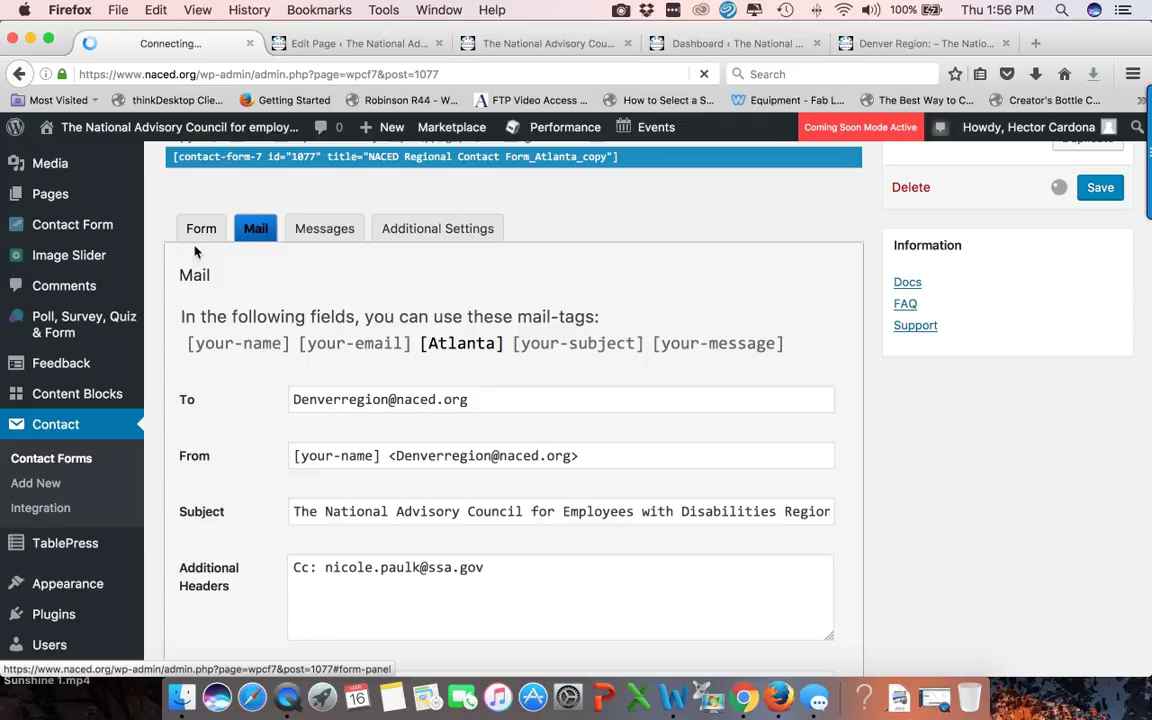 Firefox File Edit View History Bookmarks Tools Window Help 100% Thu 1:56 PM
Connecting... Edit Page ‹ The National Ad... The National Advisory Cou... Dashboard ‹ The National ... Denver Region: – The Natio...
https://www.naced.org/wp-admin/admin.php?page=wpcf7&post=1077 Search
Most Visited thinkDesktop Clie... Getting Started Robinson R44 - W... FTP Video Access ... How to Select a S... Equipment - Fab L... The Best Way to C... Creator's Bottle C...
The National Advisory Council for employ... 0 New Marketplace Performance Events Coming Soon Mode Active Howdy, Hector Cardona
[contact-form-7 id="1077" title="NACED Regional Contact Form_Atlanta_copy"]
Delete Save
Media
Pages
Contact Form
Image Slider
Comments
Poll, Survey, Quiz
& Form
Feedback
Content Blocks
Contact
Contact Forms
Add New
Integration
TablePress
Appearance
Plugins
Users
Form Mail Messages Additional Settings
Mail
In the following fields, you can use these mail-tags:
[your-name] [your-email] [Atlanta] [your-subject] [your-message]
To Denverregion@naced.org
From [your-name] <Denverregion@naced.org>
Subject The National Advisory Council for Employees with Disabilities Region
Additional
Headers
Cc: nicole.paulk@ssa.gov
Information
Docs
FAQ
Support
https://www.naced.org/wp-admin/admin.php?page=wpcf7&post=1077#form-panel
Sunshine 1.mp4